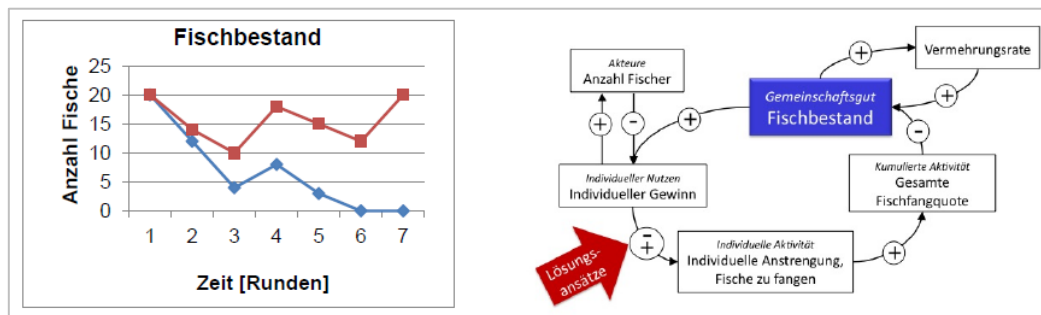 Fischbestand
Anzahl Fische
25
20
15
10
5
0
1 2 3 4 5 6 7
Zeit [Runden]
Akteure
Anzahl Fischer
+
Vermehrungsrate
Gemeinschaftsgut
Fischbestand
+
-
+
+
-
Individueller Nutzen
Individueller Gewinn
Kumulierte Aktivität
Gesamte
Fischfangquote
-
+
Lösungs-
ansätze
Individuelle Aktivität
Individuelle Anstrengung,
Fische zu fangen
+